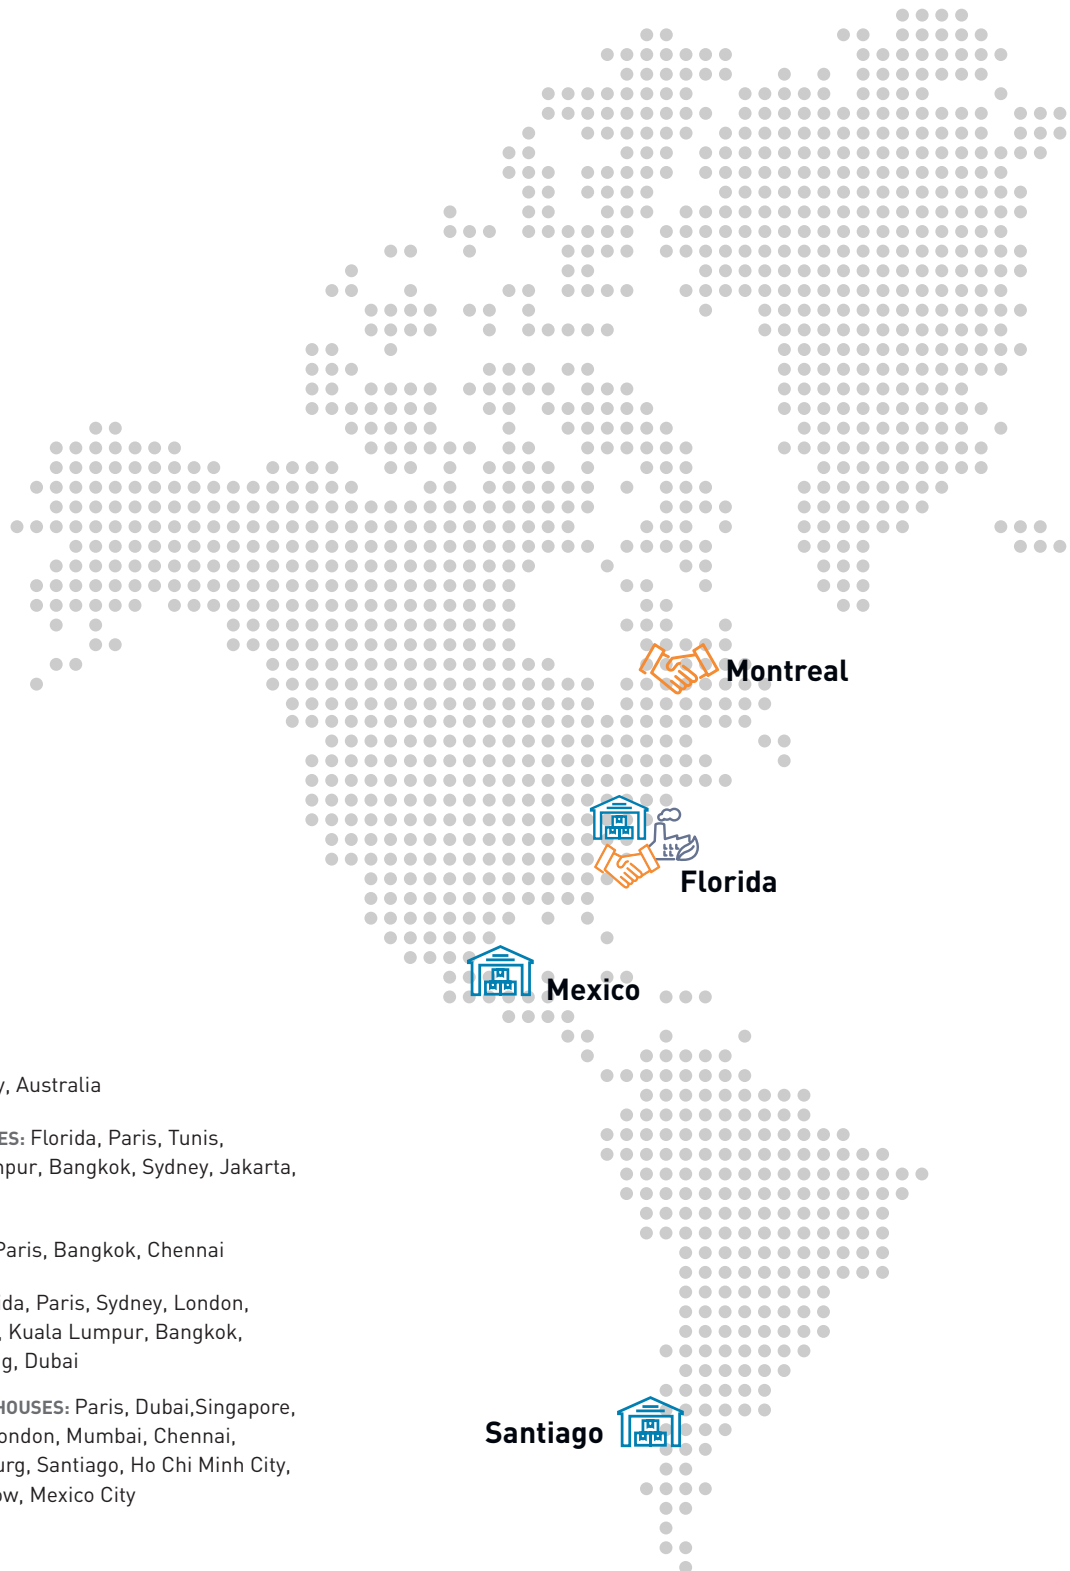 Montreal
Florida
Mexico
y, Australia
ES: Florida, Paris, Tunis,
npur, Bangkok, Sydney, Jakarta,
Paris, Bangkok, Chennai
da, Paris, Sydney, London,
, Kuala Lumpur, Bangkok,
g, Dubai
HOUSES: Paris, Dubai,Singapore,
ondon, Mumbai, Chennai,
urg, Santiago, Ho Chi Minh City,
ow, Mexico City
Santiago